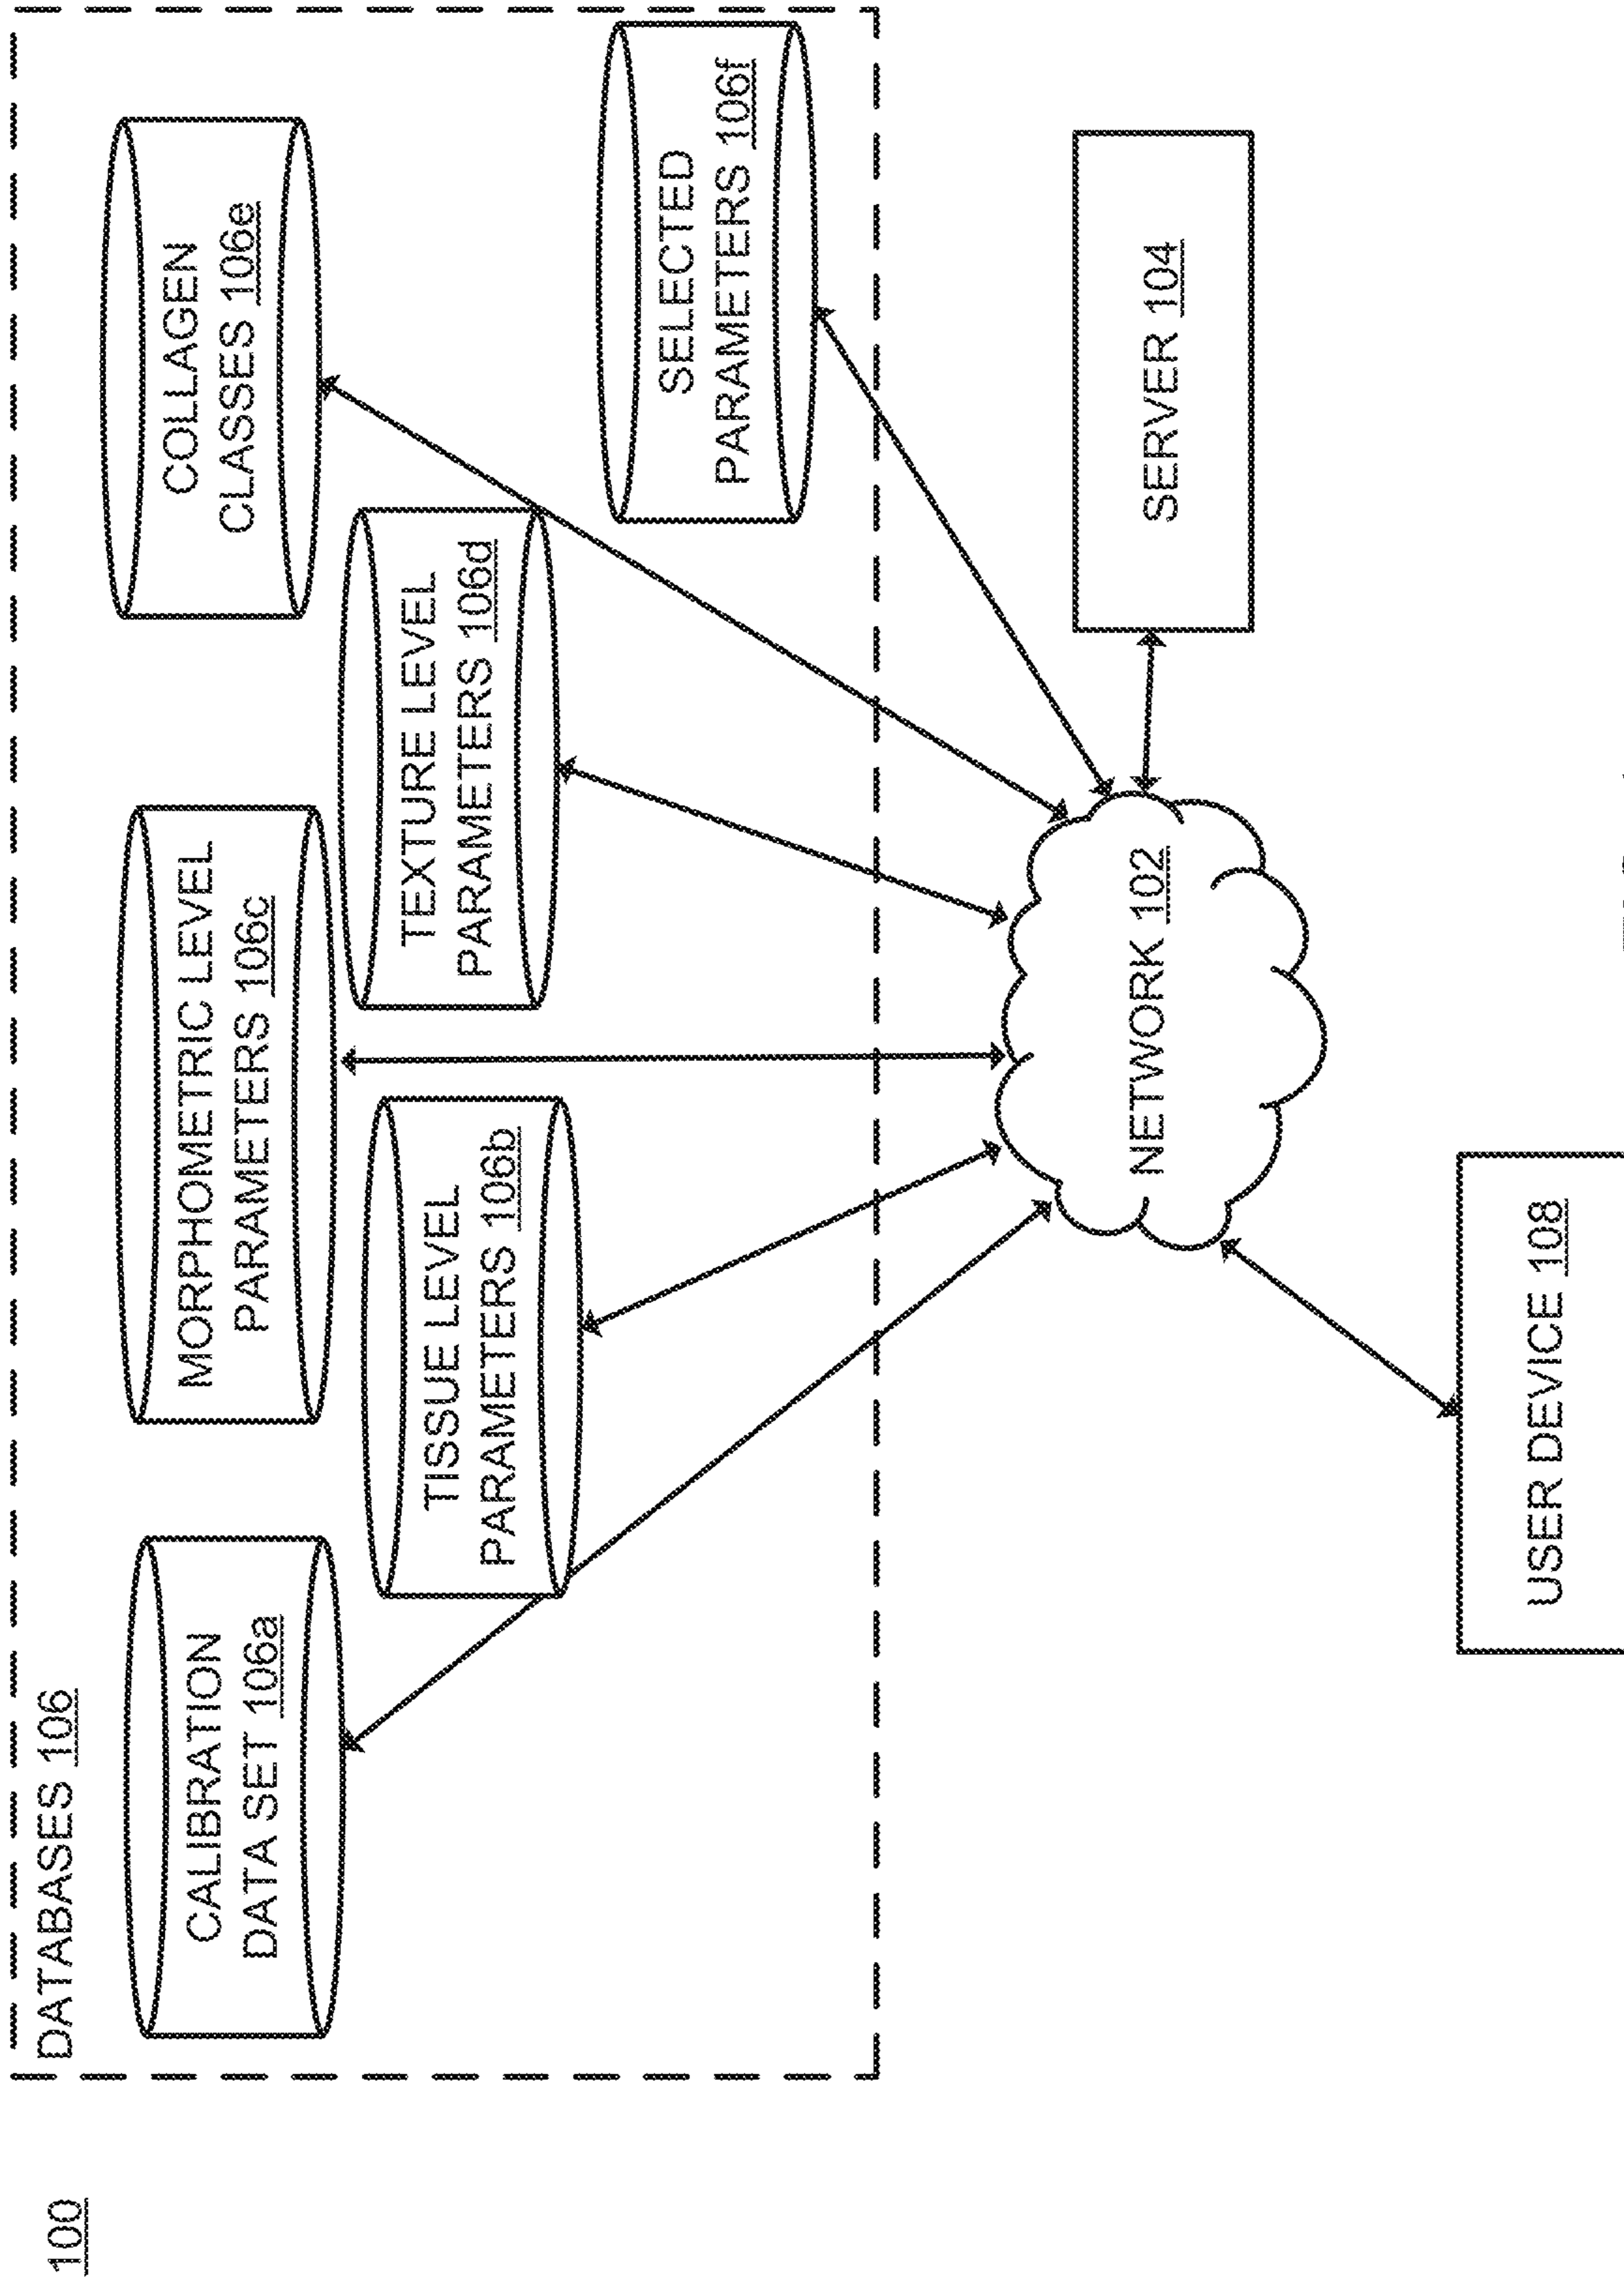 100
DATABASES 106
CALIBRATION
DATA SET 106a
TISSUE LEVEL
PARAMETERS 106b
MORPHOMETRIC LEVEL
PARAMETERS 106c
TEXTURE LEVEL
PARAMETERS 106d
COLLAGEN
CLASSES 106e
SELECTED
PARAMETERS 106f
NETWORK 102
SERVER 104
USER DEVICE 108